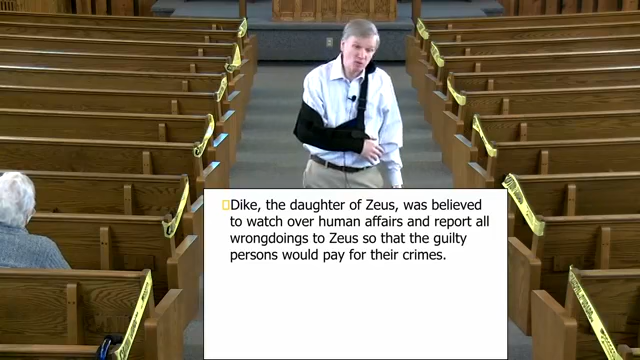 Dike, the daughter of Zeus, was believed
to watch over human affairs and report all
wrongdoings to Zeus so that the guilty
persons would pay for their crimes.